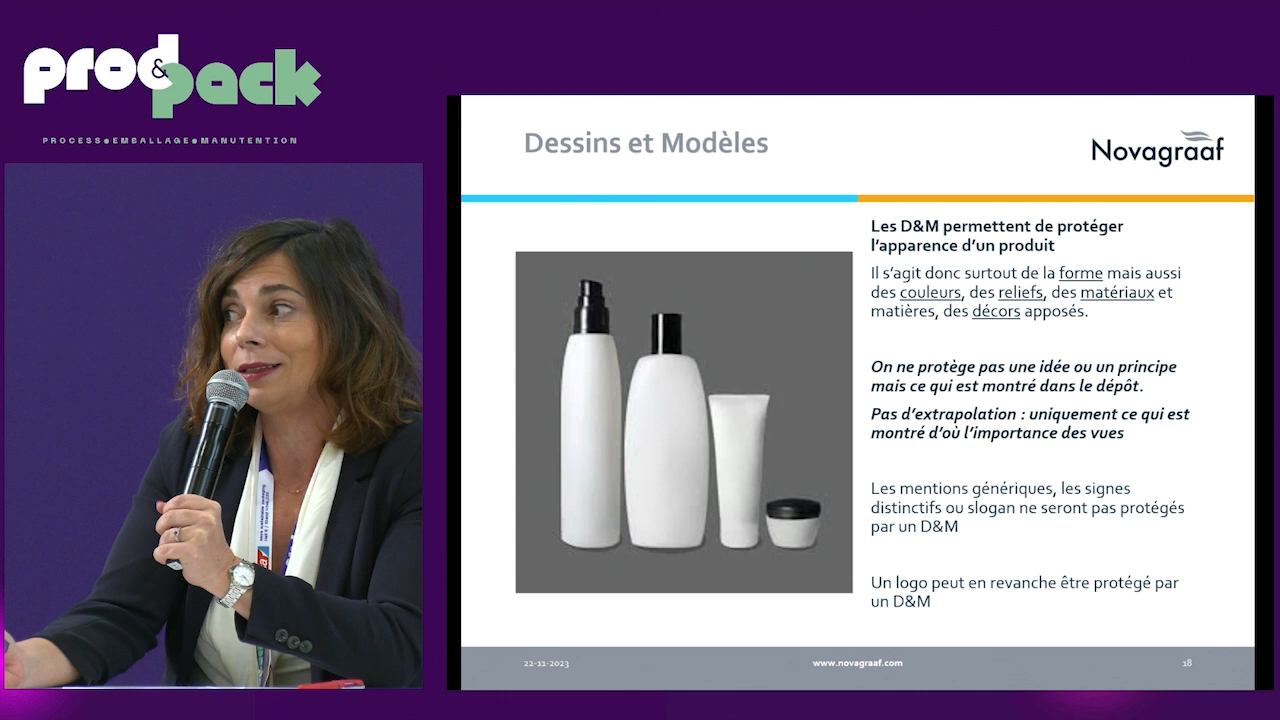 prod&pack
PROCESS•EMBALLAGE•MANUTENTION
Dessins et Modèles
Novagraaf
Les D&M permettent de protéger
l’apparence d’un produit
Il s’agit donc surtout de la forme mais aussi
des couleurs, des reliefs, des matériaux et
matières, des décors apposés.
On ne protège pas une idée ou un principe
mais ce qui est montré dans le dépôt.
Pas d’extrapolation : uniquement ce qui est
montré d’où l’importance des vues
Les mentions génériques, les signes
distinctifs ou slogan ne seront pas protégés
par un D&M
Un logo peut en revanche être protégé par
un D&M
22-11-2023
www.novagraaf.com
18